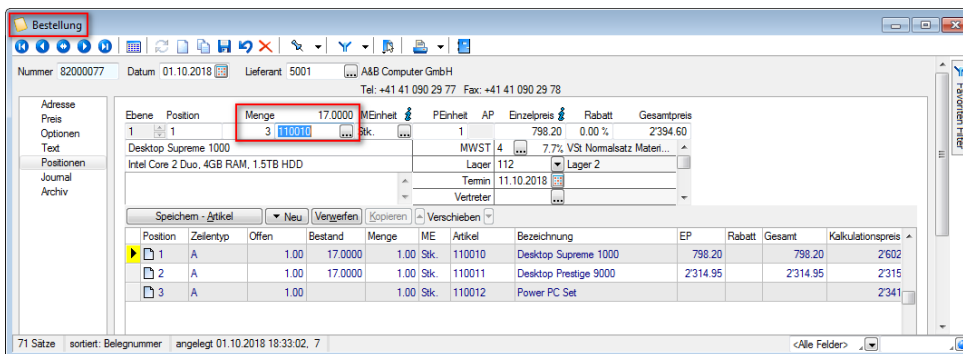 Bestellung
Nummer 82000077 Datum 01.10.2018 Lieferant 5001 ... A&B Computer GmbH
Tel: +41 41 090 29 77 Fax: +41 41 090 29 78
Adresse
Preis
Optionen
Text
Positionen
Journal
Archiv
Ebene Position Menge 17.0000 MEinheit PEinheit AP Einzelpreis Rabatt Gesamtpreis
1 1 3 110010 ... Stk. ... 1 798.20 0.00 % 2'394.60
Desktop Supreme 1000 MWST 4 ... 7.7% VSt Normalsatz Materi...
Intel Core 2 Duo, 4GB RAM, 1.5TB HDD Lager 112 Lager 2
Termin 11.10.2018
Vertreter ...
Speichern - Artikel Neu Verwerfen Kopieren Verschieben
Position Zeilentyp Offen Bestand Menge ME Artikel Bezeichnung EP Rabatt Gesamt Kalkulationspreis
1 A 1.00 17.0000 1.00 Stk. 110010 Desktop Supreme 1000 798.20 798.20 2'602
2 A 1.00 17.0000 1.00 Stk. 110011 Desktop Prestige 9000 2'314.95 2'314.95 2'315
3 A 1.00 1.00 Stk. 110012 Power PC Set 2'341
71 Sätze sortiert: Belegnummer angelegt 01.10.2018 18:33:02, 7 <Alle Felder>
Favoriten Filter